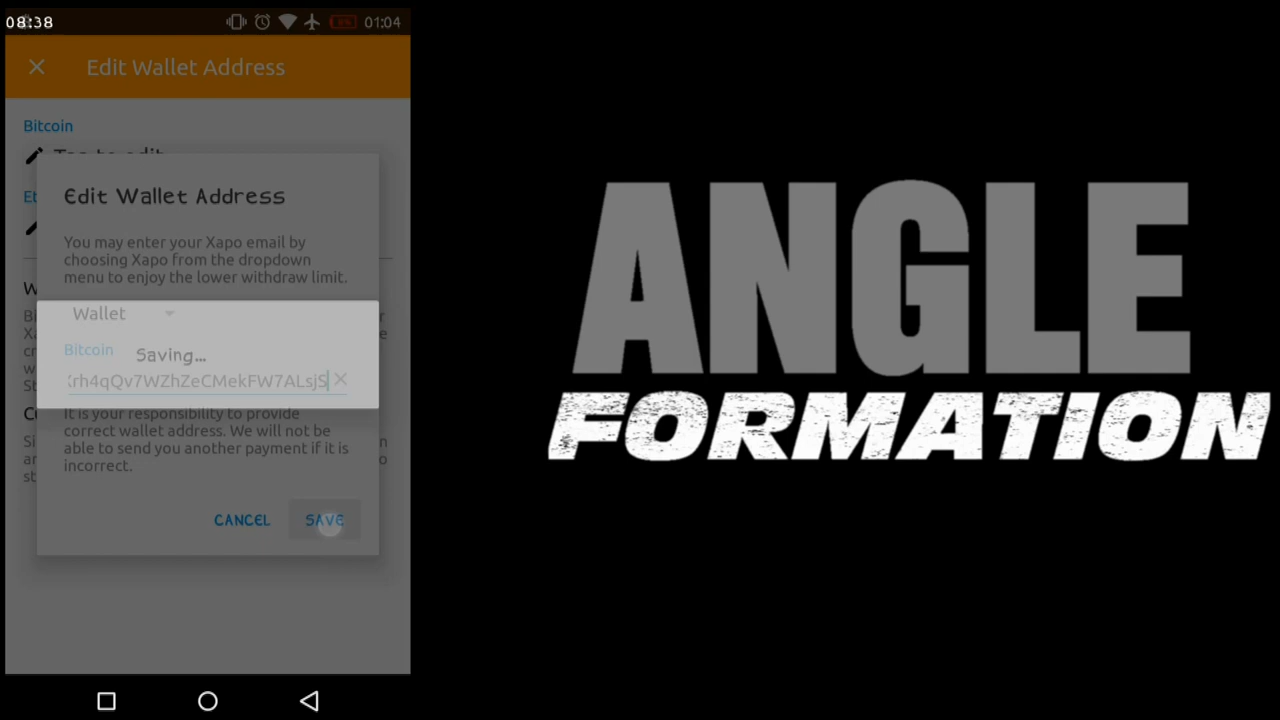 08:38
01:04
Edit Wallet Address
Bitcoin
Tap to edit
Edit Wallet Address
You may enter your Xapo email by
choosing Xapo from the dropdown
menu to enjoy the lower withdraw limit.
Wallet
Bitcoin
Saving...
rh4qQv7WZhZeCMekFW7ALsjS
It is your responsibility to provide
correct wallet address. We will not be
able to send you another payment if it is
incorrect.
CANCEL
SAVE
ANGLE
FORMATION